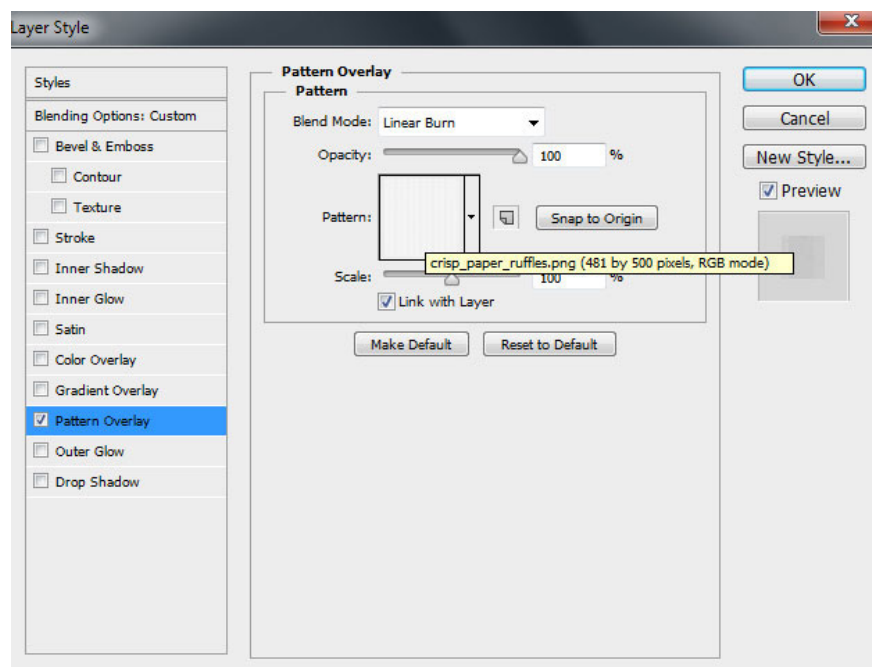 Layer Style
Styles
Blending Options: Custom
Bevel & Emboss
Contour
Texture
Stroke
Inner Shadow
Inner Glow
Satin
Color Overlay
Gradient Overlay
Pattern Overlay
Outer Glow
Drop Shadow
Pattern Overlay
Pattern
Blend Mode: Linear Burn
Opacity: 100 %
Pattern: Snap to Origin
crisp_paper_ruffles.png (481 by 500 pixels, RGB mode)
Scale: 100 %
Link with Layer
Make Default Reset to Default
OK
Cancel
New Style...
Preview